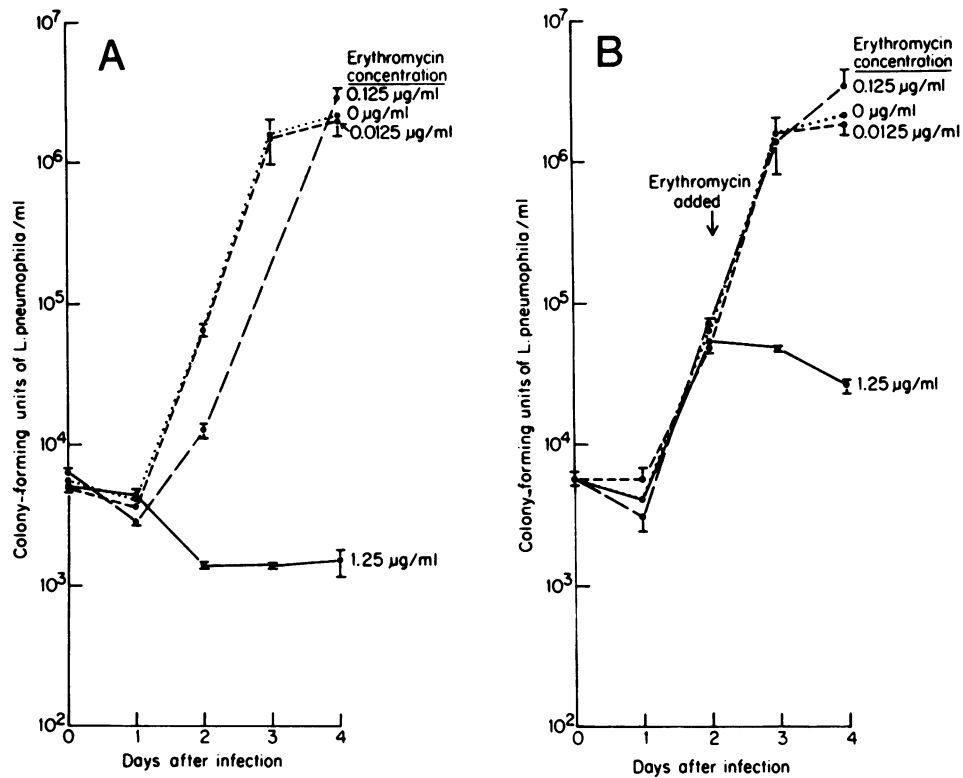 A
Erythromycin
concentration
0.125 µg/ml
0 µg/ml
0.0125 µg/ml
1.25 µg/ml
10⁷
10⁶
10⁵
10⁴
10³
10²
Colony-forming units of L. pneumophila/ml
0 1 2 3 4
Days after infection
B
Erythromycin
concentration
0.125 µg/ml
0 µg/ml
0.0125 µg/ml
Erythromycin
added
1.25 µg/ml
10⁷
10⁶
10⁵
10⁴
10³
10²
Colony-forming units of L. pneumophila/ml
0 1 2 3 4
Days after infection